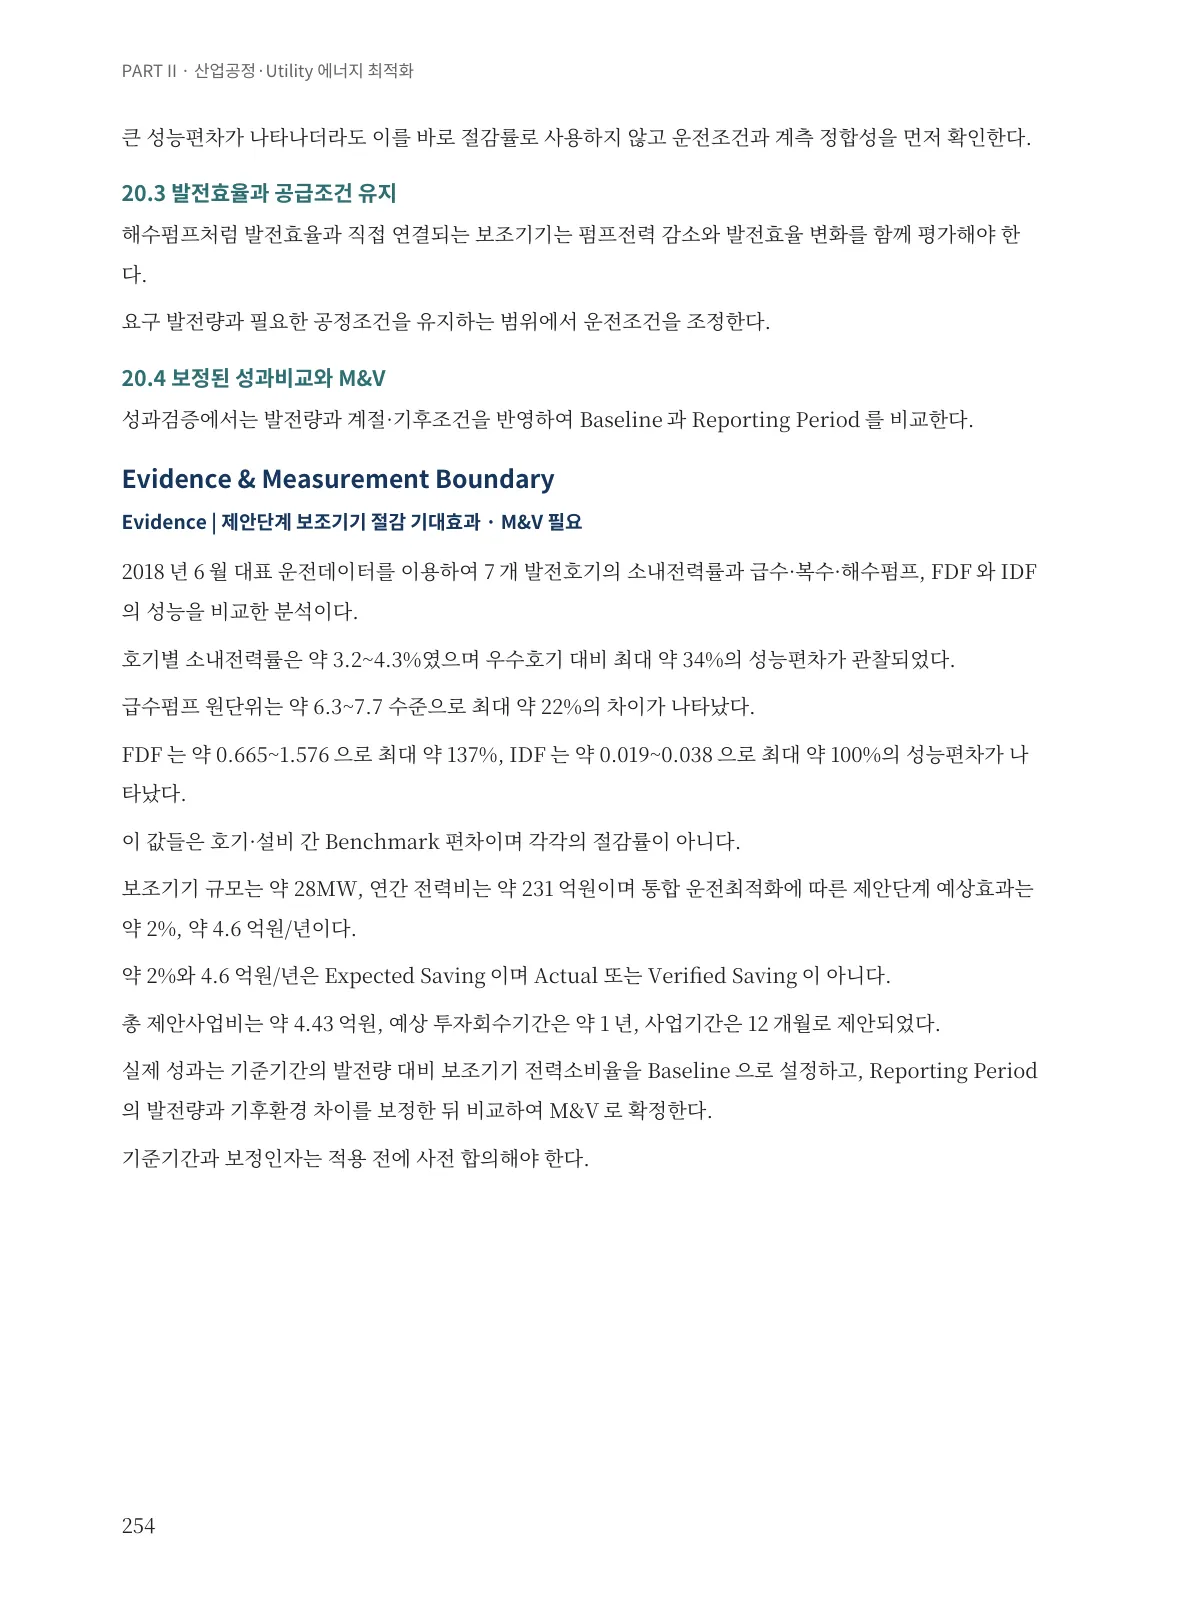 PART II · 산업공정·Utility 에너지 최적화
큰 성능편차가 나타나더라도 이를 바로 절감률로 사용하지 않고 운전조건과 계측 정합성을 먼저 확인한다.
20.3 발전효율과 공급조건 유지
해수펌프처럼 발전효율과 직접 연결되는 보조기기는 펌프전력 감소와 발전효율 변화를 함께 평가해야 한
다.
요구 발전량과 필요한 공정조건을 유지하는 범위에서 운전조건을 조정한다.
20.4 보정된 성과비교와 M&V
성과검증에서는 발전량과 계절·기후조건을 반영하여 Baseline 과 Reporting Period 를 비교한다.
Evidence & Measurement Boundary
Evidence | 제안단계 보조기기 절감 기대효과 · M&V 필요
2018 년 6 월 대표 운전데이터를 이용하여 7 개 발전호기의 소내전력률과 급수·복수·해수펌프, FDF 와 IDF
의 성능을 비교한 분석이다.
호기별 소내전력률은 약 3.2~4.3%였으며 우수호기 대비 최대 약 34%의 성능편차가 관찰되었다.
급수펌프 원단위는 약 6.3~7.7 수준으로 최대 약 22%의 차이가 나타났다.
FDF 는 약 0.665~1.576 으로 최대 약 137%, IDF 는 약 0.019~0.038 으로 최대 약 100%의 성능편차가 나
타났다.
이 값들은 호기·설비 간 Benchmark 편차이며 각각의 절감률이 아니다.
보조기기 규모는 약 28MW, 연간 전력비는 약 231 억원이며 통합 운전최적화에 따른 제안단계 예상효과는
약 2%, 약 4.6 억원/년이다.
약 2%와 4.6 억원/년은 Expected Saving 이며 Actual 또는 Verified Saving 이 아니다.
총 제안사업비는 약 4.43 억원, 예상 투자회수기간은 약 1 년, 사업기간은 12 개월로 제안되었다.
실제 성과는 기준기간의 발전량 대비 보조기기 전력소비율을 Baseline 으로 설정하고, Reporting Period
의 발전량과 기후환경 차이를 보정한 뒤 비교하여 M&V 로 확정한다.
기준기간과 보정인자는 적용 전에 사전 합의해야 한다.
254